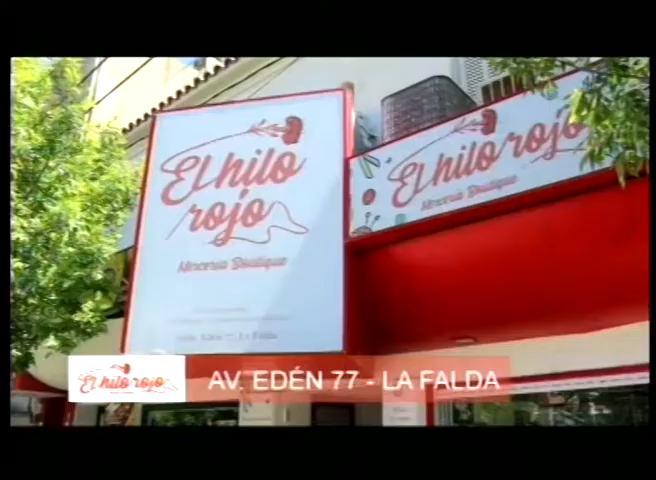 El hilo
rojo
Mercería Boutique
El hilo rojo
Mercería Boutique
El hilo rojo
AV. EDÉN 77 - LA FALDA